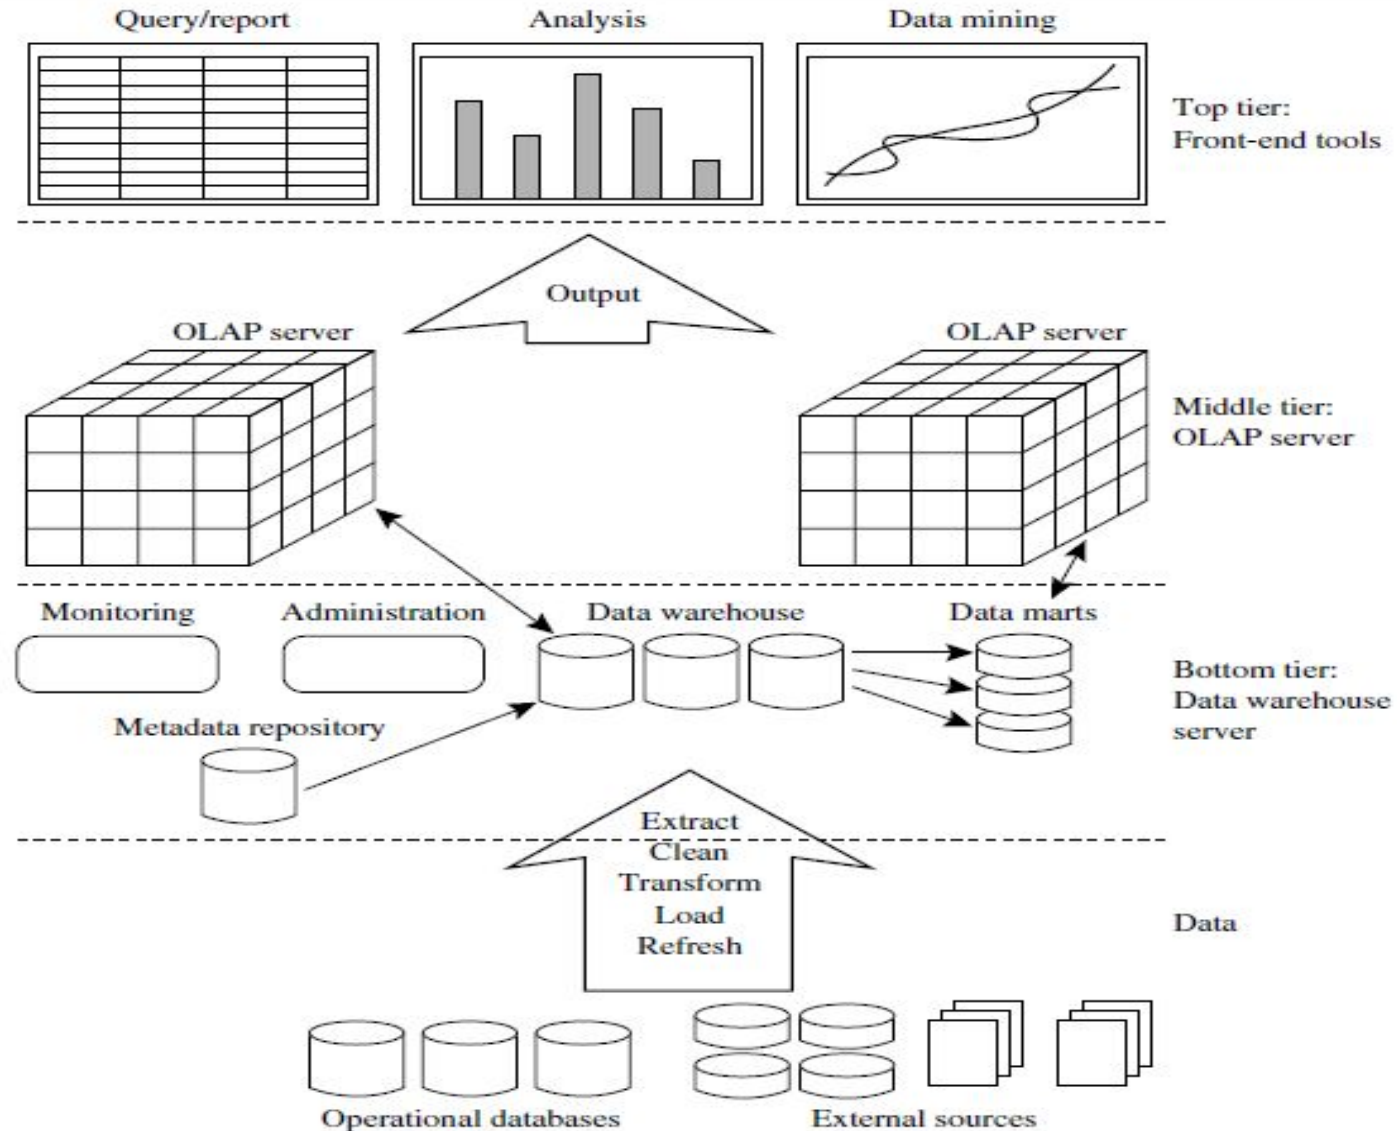 Query/report
Analysis
Data mining
Top tier:
Front-end tools
Output
OLAP server
OLAP server
Middle tier:
OLAP server
Monitoring
Administration
Data warehouse
Data marts
Bottom tier:
Data warehouse
server
Metadata repository
Extract
Clean
Transform
Load
Refresh
Data
Operational databases
External sources